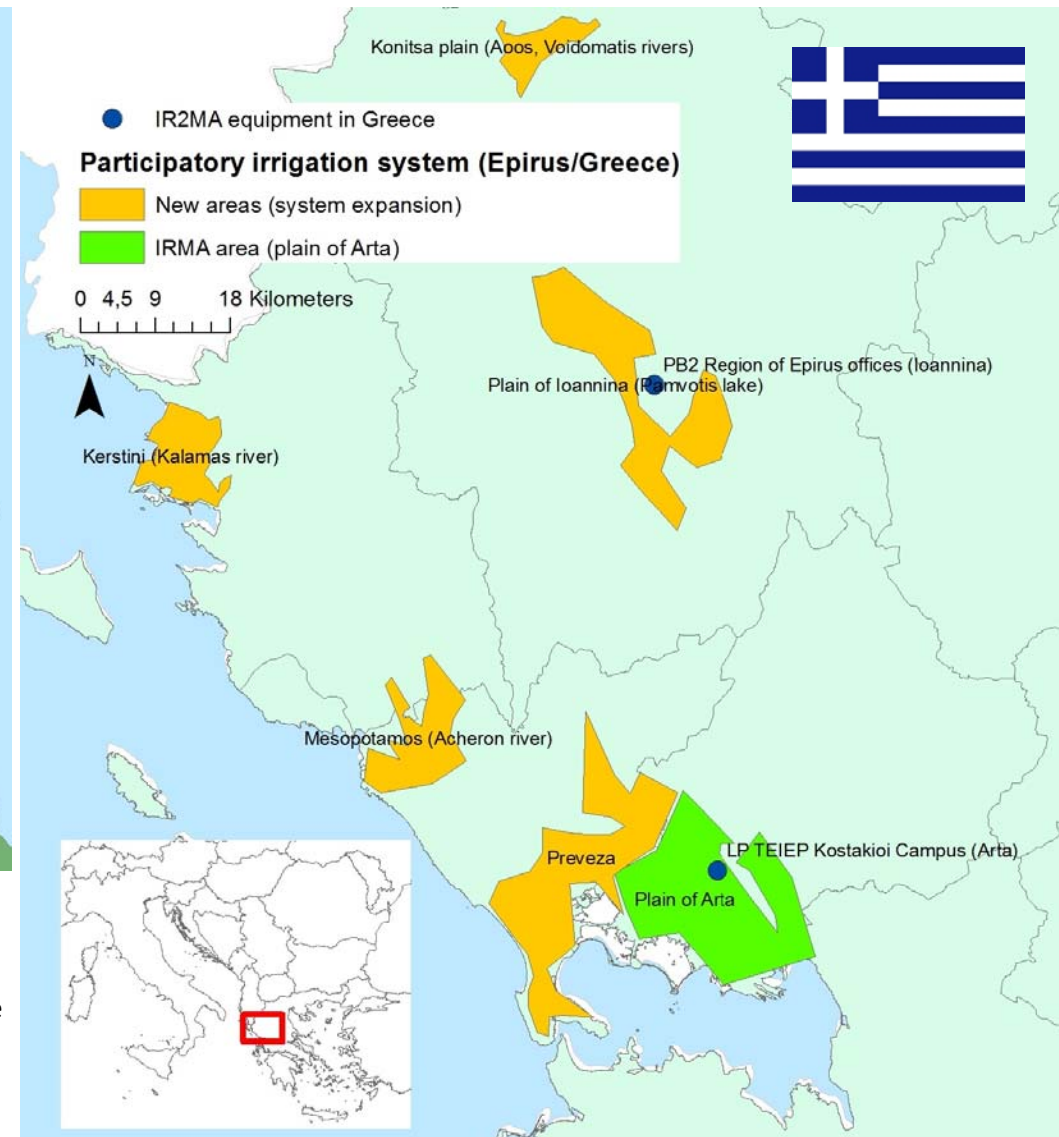 Konitsa plain (Aoos, Voidomatis rivers)
IR2MA equipment in Greece
Participatory irrigation system (Epirus/Greece)
New areas (system expansion)
IRMA area (plain of Arta)
0 4,5 9 18 Kilometers
N
PB2 Region of Epirus offices (Ioannina)
Plain of Ioannina (Pamvotis lake)
Kerstini (Kalamas river)
Mesopotamos (Acheron river)
Preveza
LP TEIEP Kostakioi Campus (Arta)
Plain of Arta
e